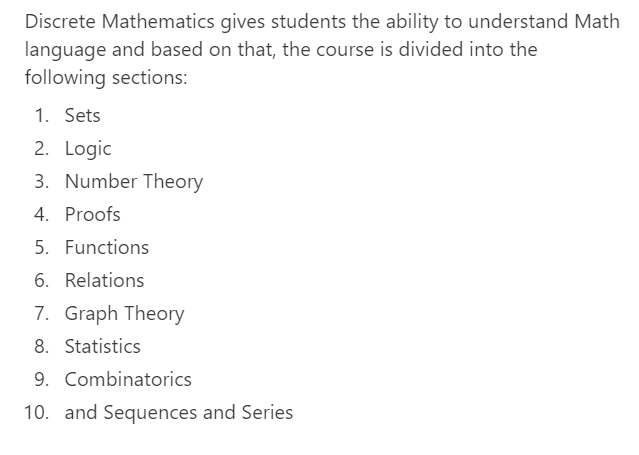 Discrete Mathematics gives students the ability to understand Math
language and based on that, the course is divided into the
following sections:
1. Sets
2. Logic
3. Number Theory
4. Proofs
5. Functions
6. Relations
7. Graph Theory
8. Statistics
9. Combinatorics
10. and Sequences and Series